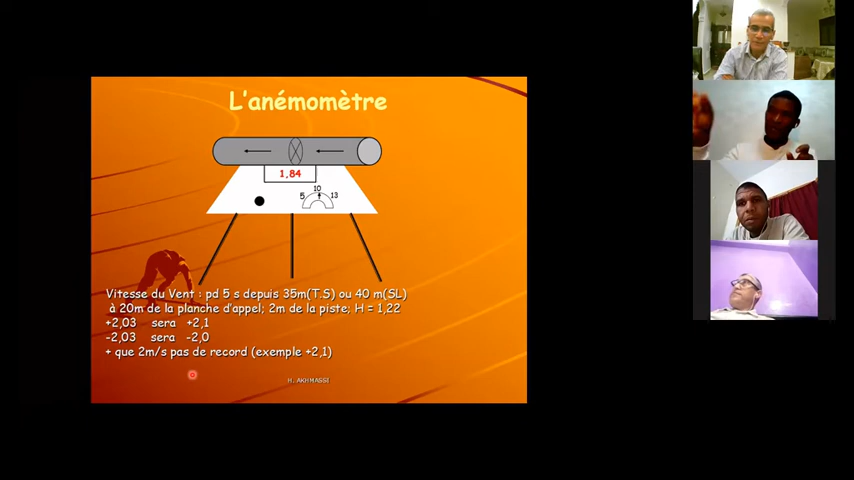 L'anémomètre
1,84
10
5 13
Vitesse du Vent : pd 5 s depuis 35m(T.S) ou 40 m(SL)
à 20m de la planche d'appel; 2m de la piste; H = 1,22
+2,03 sera +2,1
-2,03 sera -2,0
+ que 2m/s pas de record (exemple +2,1)
H. AKHMASSI